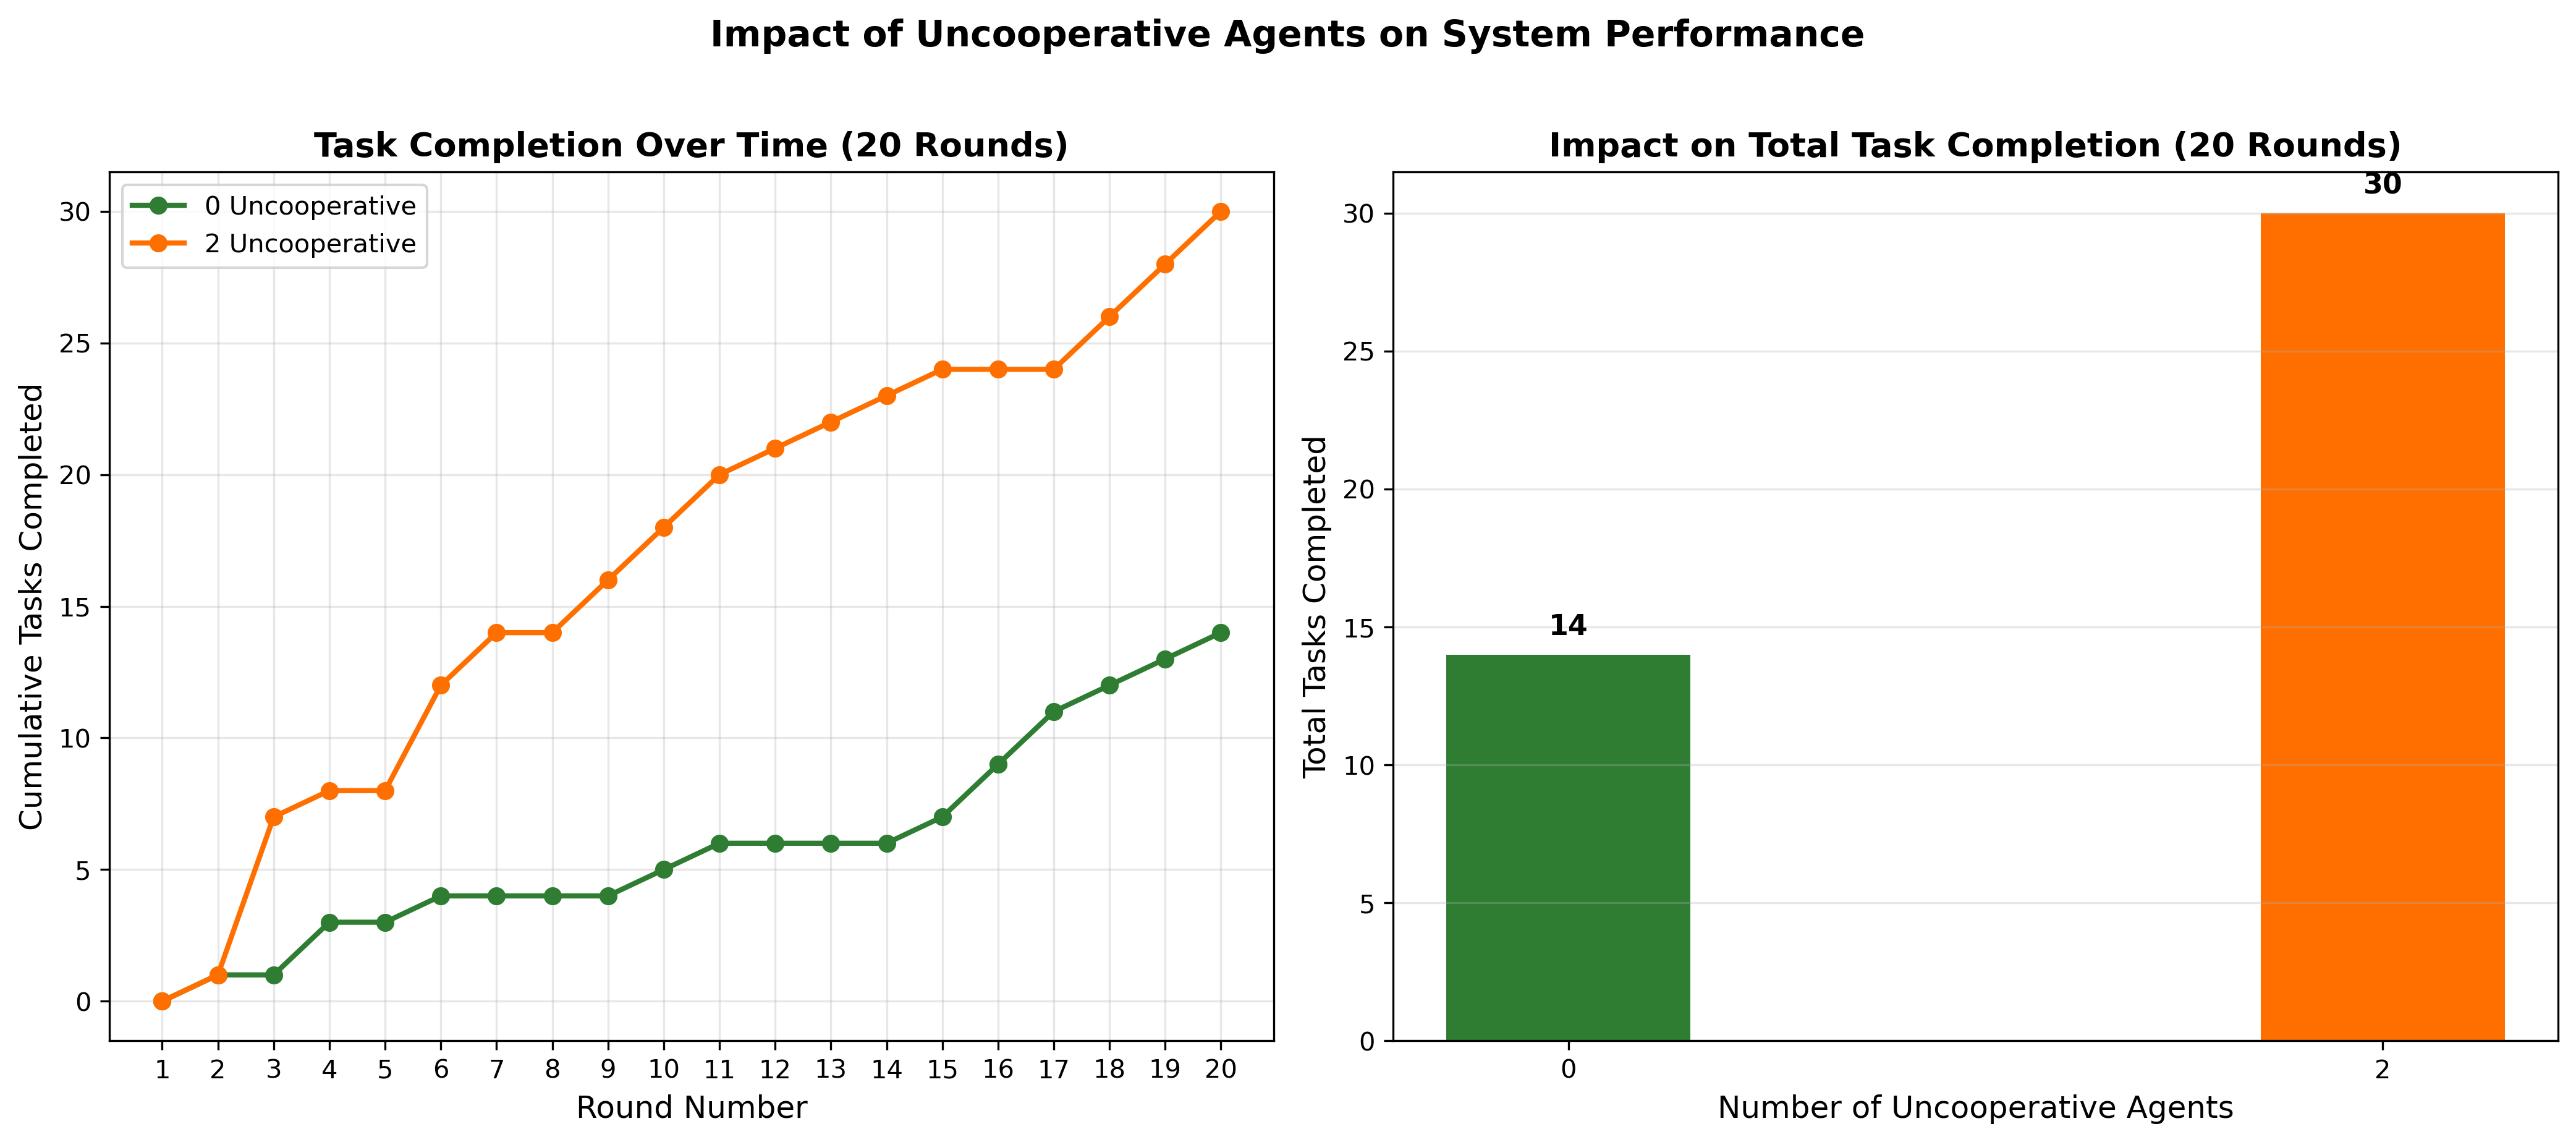 Impact of Uncooperative Agents on System Performance
Task Completion Over Time (20 Rounds)
0 Uncooperative
2 Uncooperative
Cumulative Tasks Completed
30
25
20
15
10
5
0
1 2 3 4 5 6 7 8 9 10 11 12 13 14 15 16 17 18 19 20
Round Number
Impact on Total Task Completion (20 Rounds)
Total Tasks Completed
30
25
20
15
10
5
0
14
30
0 2
Number of Uncooperative Agents